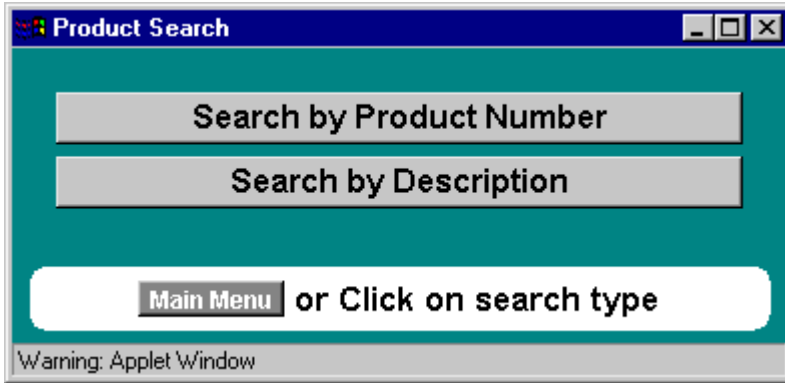 Product Search
Search by Product Number
Search by Description
Main Menu or Click on search type
Warning: Applet Window